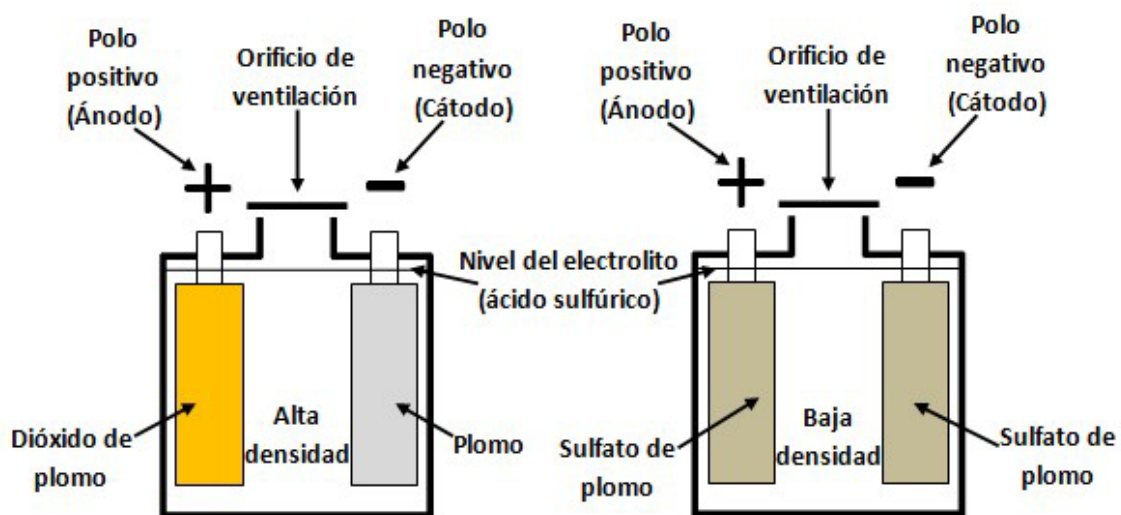 Polo
positivo
(Ánodo)
Orificio de
ventilación
Polo
negativo
(Cátodo)
+
−
Dióxido de
plomo
Alta
densidad
Plomo
Nivel del electrolito
(ácido sulfúrico)
Polo
positivo
(Ánodo)
Orificio de
ventilación
Polo
negativo
(Cátodo)
+
−
Sulfato de
plomo
Baja
densidad
Sulfato de
plomo